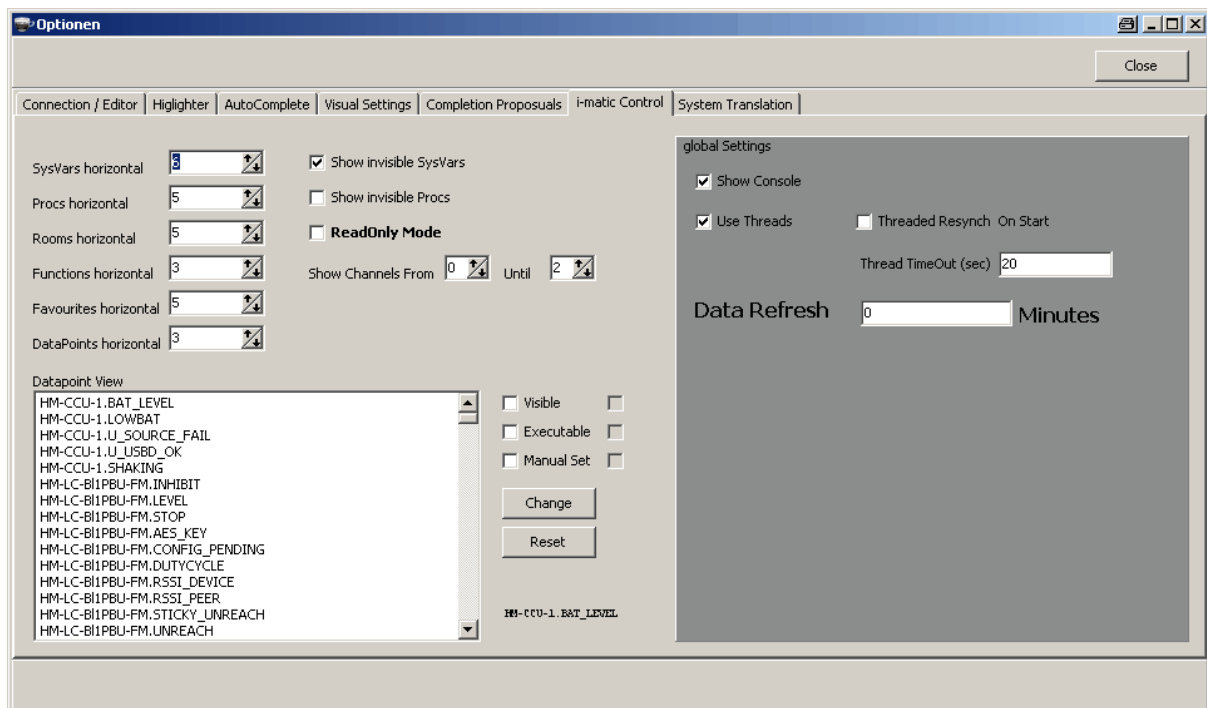 Optionen
Close
Connection / Editor
Higlighter
AutoComplete
Visual Settings
Completion Proposuals
i-matic Control
System Translation
SysVars horizontal 6
Procs horizontal 5
Rooms horizontal 5
Functions horizontal 3
Favourites horizontal 5
DataPoints horizontal 3
Show invisible SysVars
Show invisible Procs
ReadOnly Mode
Show Channels From 0 Until 2
global Settings
Show Console
Use Threads
Threaded Resynch On Start
Thread TimeOut (sec) 20
Data Refresh 0 Minutes
Datapoint View
HM-CCU-1.BAT_LEVEL
HM-CCU-1.LOWBAT
HM-CCU-1.U_SOURCE_FAIL
HM-CCU-1.U_USBD_OK
HM-CCU-1.SHAKING
HM-LC-Bl1PBU-FM.INHIBIT
HM-LC-Bl1PBU-FM.LEVEL
HM-LC-Bl1PBU-FM.STOP
HM-LC-Bl1PBU-FM.AES_KEY
HM-LC-Bl1PBU-FM.CONFIG_PENDING
HM-LC-Bl1PBU-FM.DUTYCYCLE
HM-LC-Bl1PBU-FM.RSSI_DEVICE
HM-LC-Bl1PBU-FM.RSSI_PEER
HM-LC-Bl1PBU-FM.STICKY_UNREACH
HM-LC-Bl1PBU-FM.UNREACH
Visible
Executable
Manual Set
Change
Reset
HM-CCU-1.BAT_LEVEL